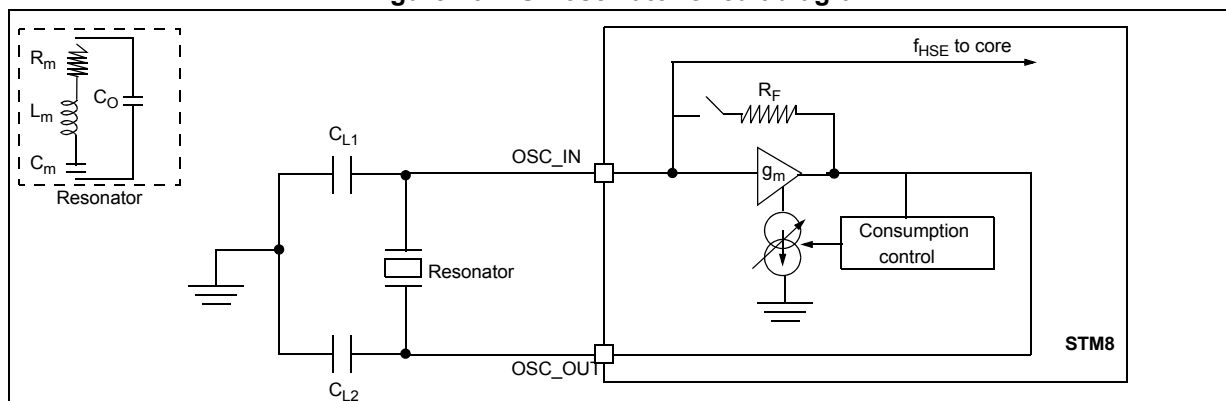 R_m
L_m
C_m
C_O
Resonator
C_L1
C_L2
Resonator
OSC_IN
OSC_OUT
f_HSE to core
R_F
g_m
Consumption
control
STM8